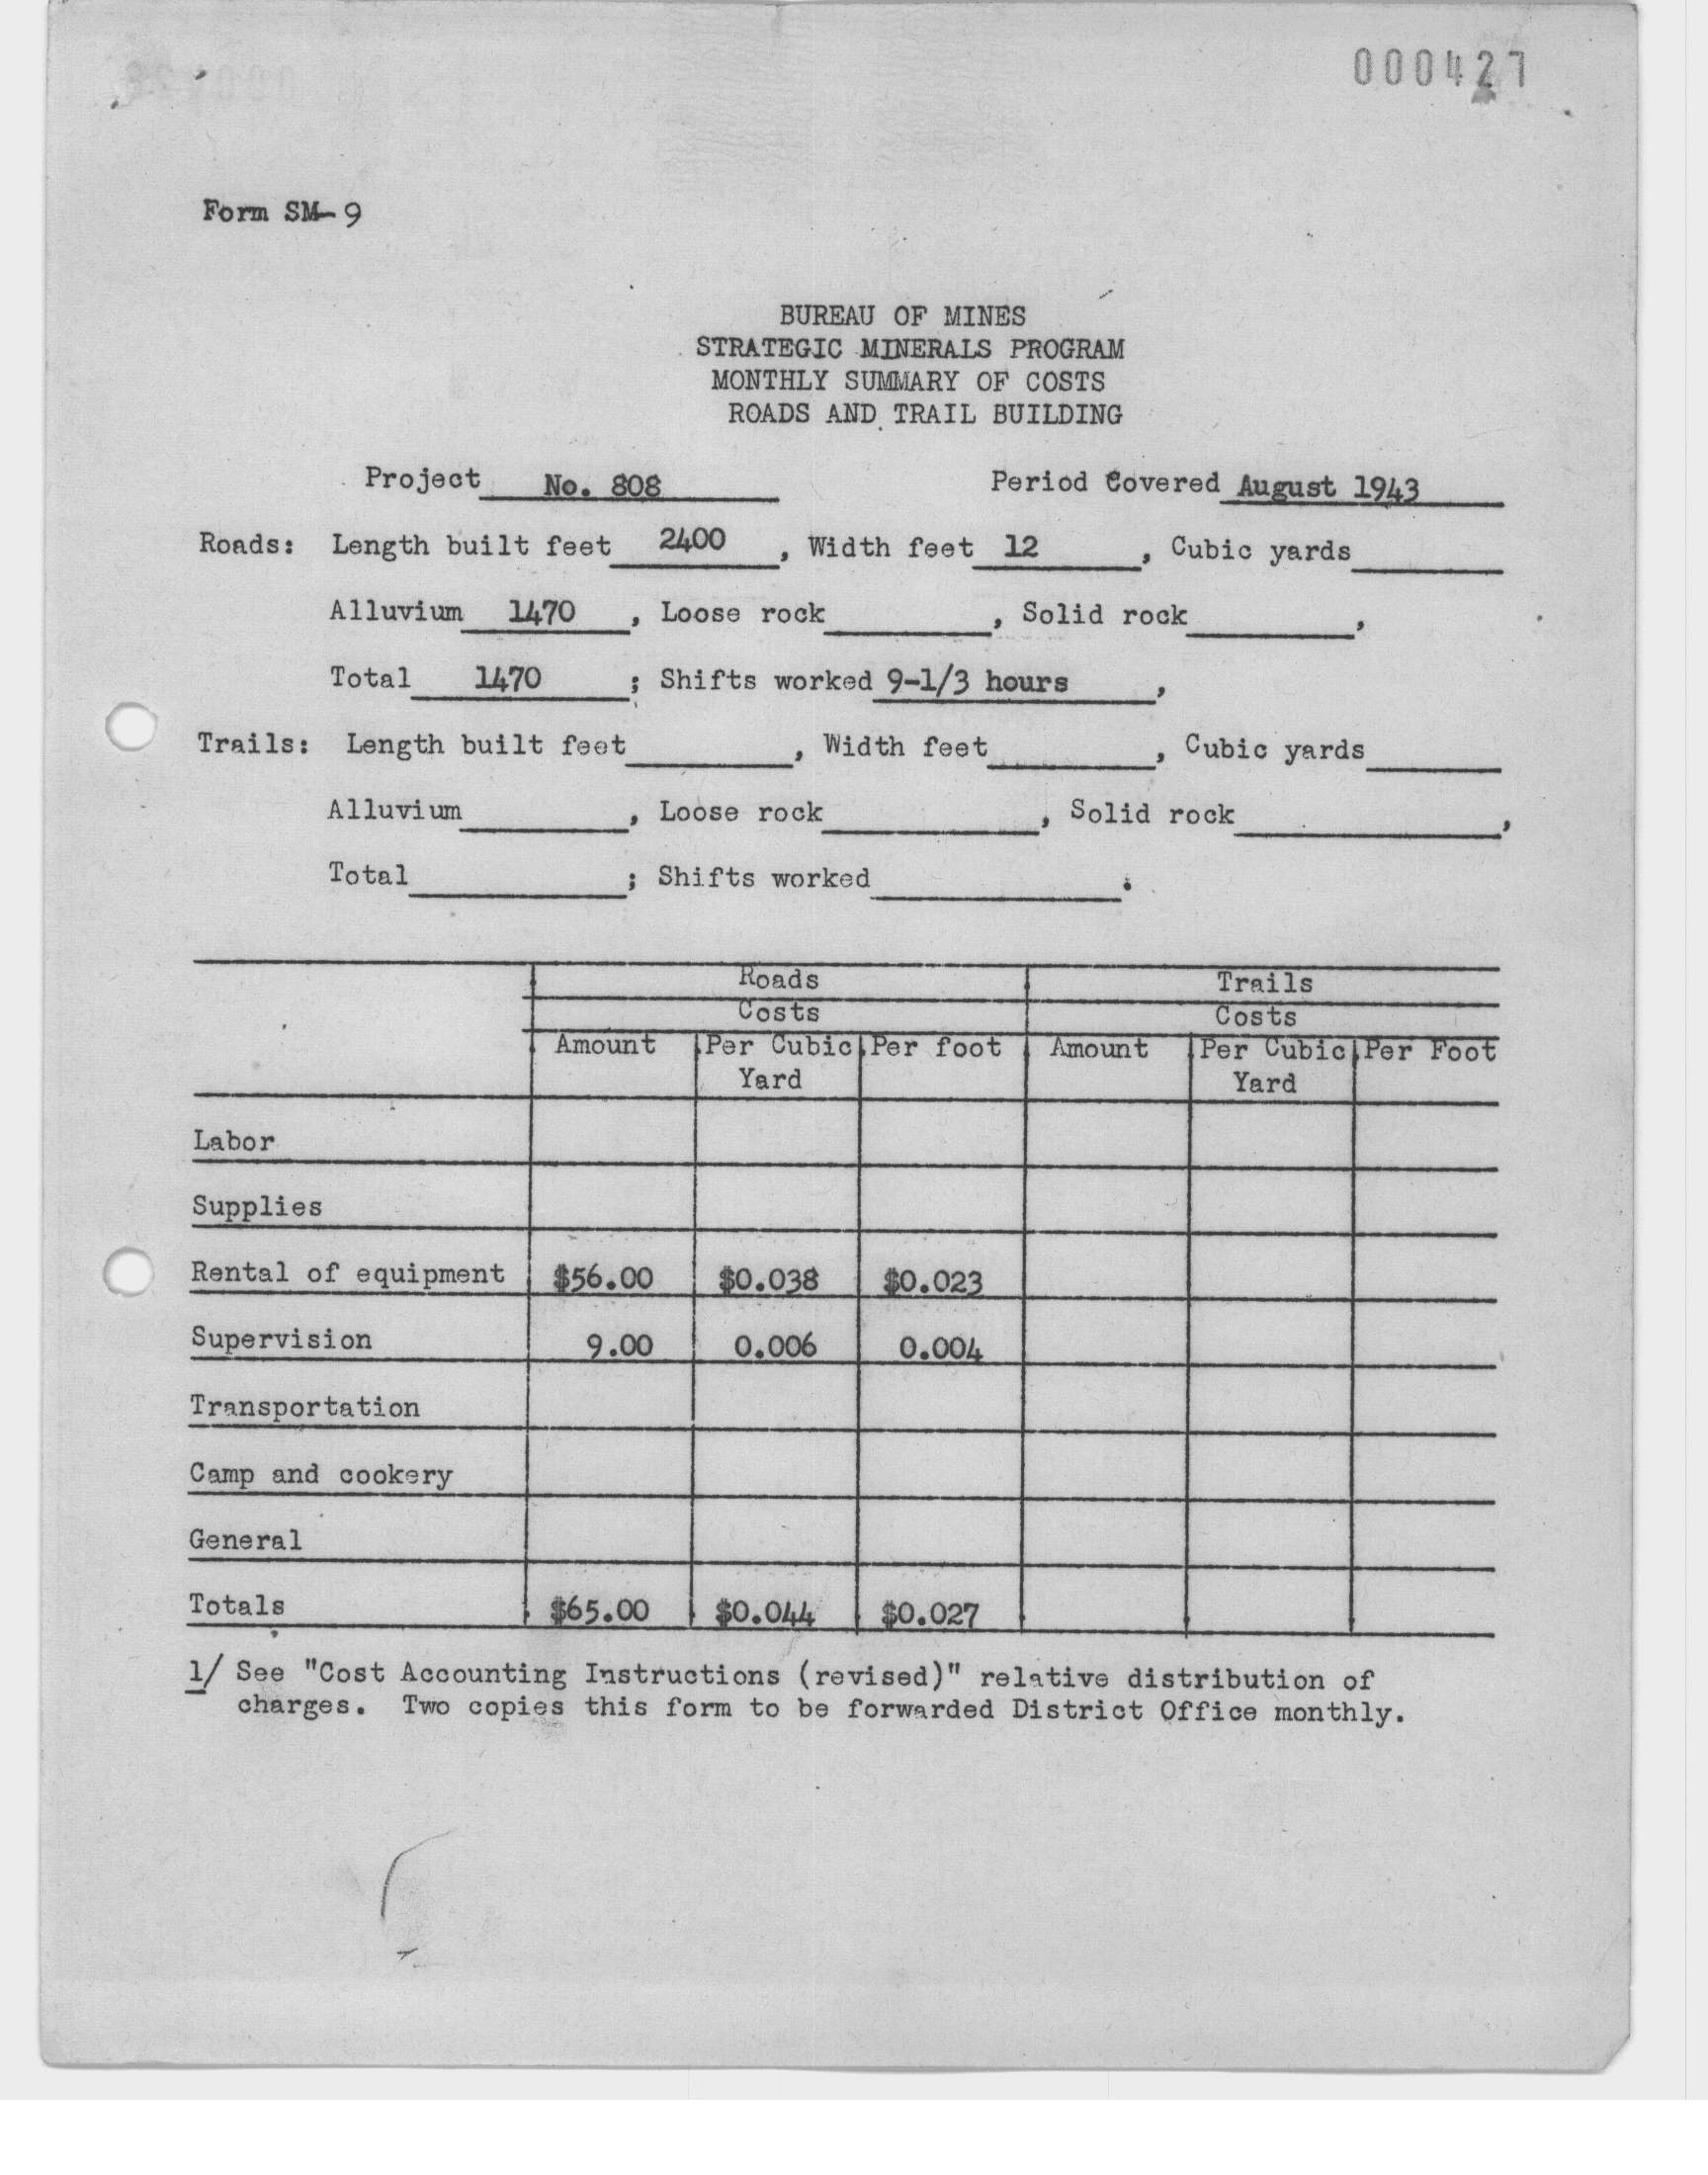 000427
Form SM-9
BUREAU OF MINES
STRATEGIC MINERALS PROGRAM
MONTHLY SUMMARY OF COSTS
ROADS AND TRAIL BUILDING
Project No. 808 Period Covered August 1943
Roads: Length built feet 2400, Width feet 12, Cubic yards
Alluvium 1470, Loose rock , Solid rock ,
Total 1470; Shifts worked 9-1/3 hours,
Trails: Length built feet , Width feet , Cubic yards
Alluvium , Loose rock , Solid rock ,
Total ; Shifts worked .
Roads Trails
Costs Costs
Amount Per Cubic Per foot Amount Per Cubic Per Foot
Yard Yard
Labor
Supplies
Rental of equipment $56.00 $0.038 $0.023
Supervision 9.00 0.006 0.004
Transportation
Camp and cookery
General
Totals $65.00 $0.044 $0.027
1/ See "Cost Accounting Instructions (revised)" relative distribution of
charges. Two copies this form to be forwarded District Office monthly.